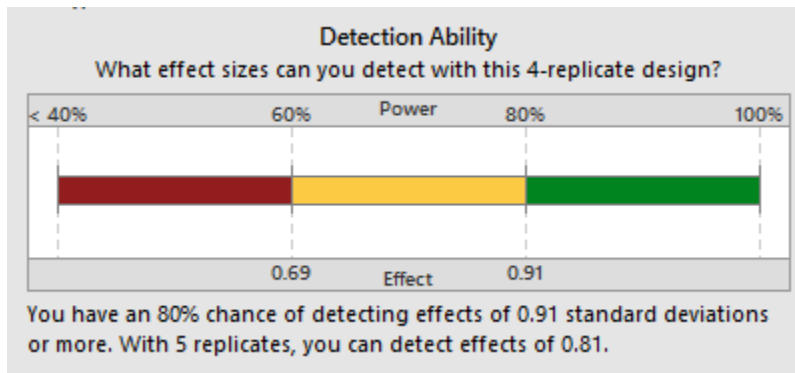 Detection Ability
What effect sizes can you detect with this 4-replicate design?
< 40% 60% Power 80% 100%
0.69 Effect 0.91
You have an 80% chance of detecting effects of 0.91 standard deviations
or more. With 5 replicates, you can detect effects of 0.81.